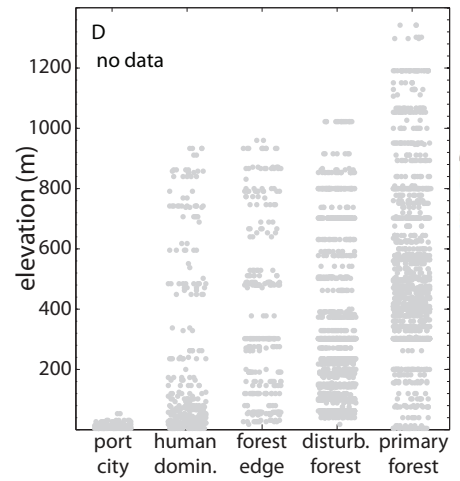 D
no data
1200
1000
800
600
400
200
elevation (m)
port human forest disturb. primary
city domin. edge forest forest